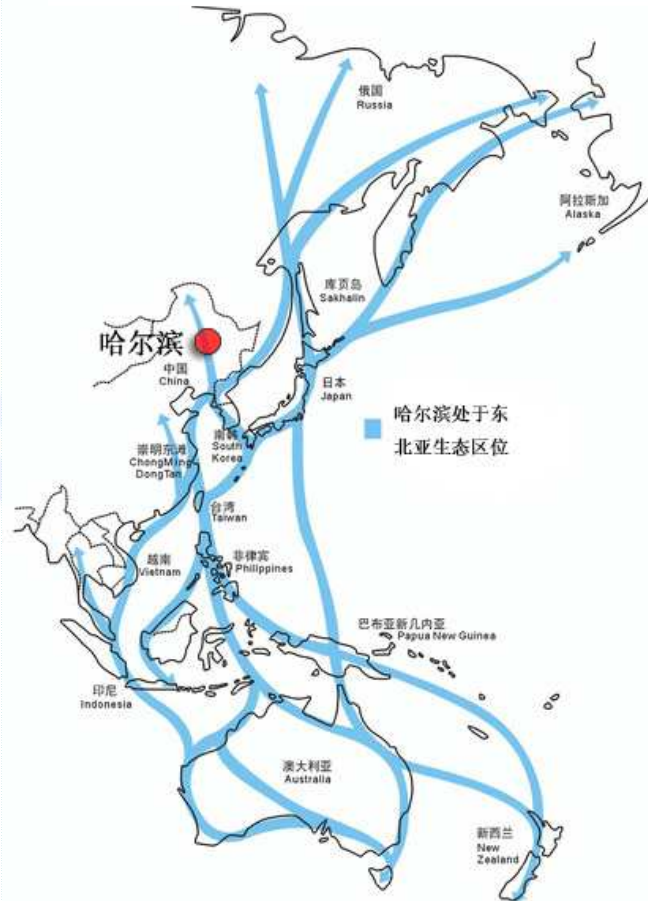 俄国
Russia
阿拉斯加
Alaska
库页岛
Sakhalin
哈尔滨
中国
China
日本
Japan
哈尔滨处于东
北亚生态区位
南韩
South
Korea
崇明东滩
ChongMing
DongTan
台湾
Taiwan
越南
Vietnam
菲律宾
Philippines
巴布亚新几内亚
Papua New Guinea
印尼
Indonesia
澳大利亚
Australia
新西兰
New
Zealand